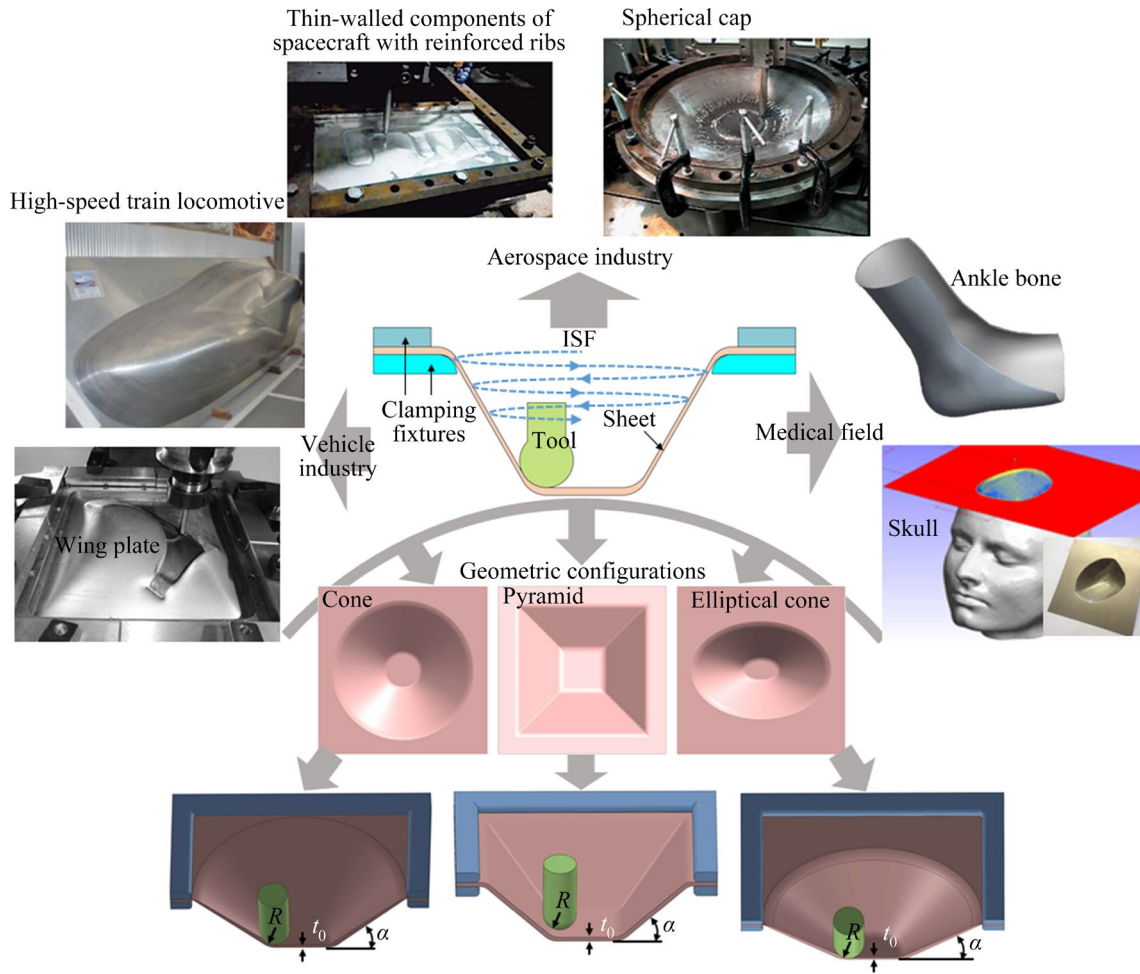 Thin-walled components of
spacecraft with reinforced ribs
Spherical cap
High-speed train locomotive
Aerospace industry
Ankle bone
ISF
Clamping
fixtures
Tool
Sheet
Vehicle
industry
Medical field
Wing plate
Skull
Geometric configurations
Cone
Pyramid
Elliptical cone
R
t0
α
R
t0
α
R
t0
α